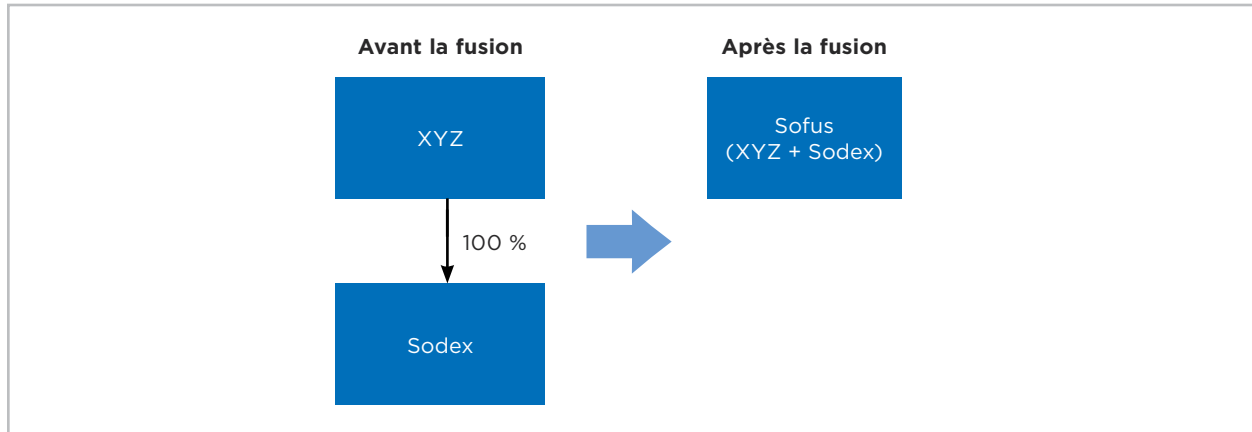 Avant la fusion
Après la fusion
XYZ
Sofus
(XYZ + Sodex)
100 %
Sodex